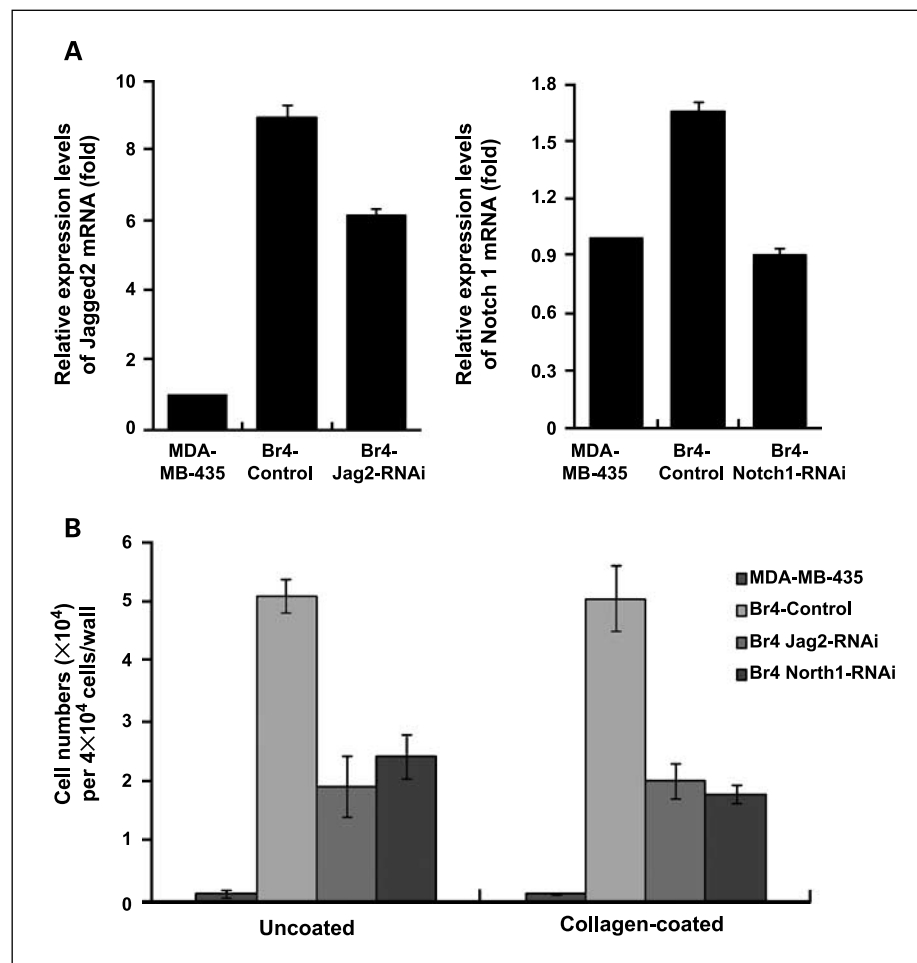 A
Relative expression levels
of Jagged2 mRNA (fold)
10
8
6
4
2
0
MDA-
MB-435
Br4-
Control
Br4-
Jag2-RNAi
Relative expression levels
of Notch 1 mRNA (fold)
1.8
1.5
1.2
0.9
0.6
0.3
0
MDA-
MB-435
Br4-
Control
Br4-
Notch1-RNAi
B
Cell numbers (×10⁴)
per 4×10⁴ cells/wall
6
5
4
3
2
1
0
Uncoated
Collagen-coated
MDA-MB-435
Br4-Control
Br4 Jag2-RNAi
Br4 North1-RNAi